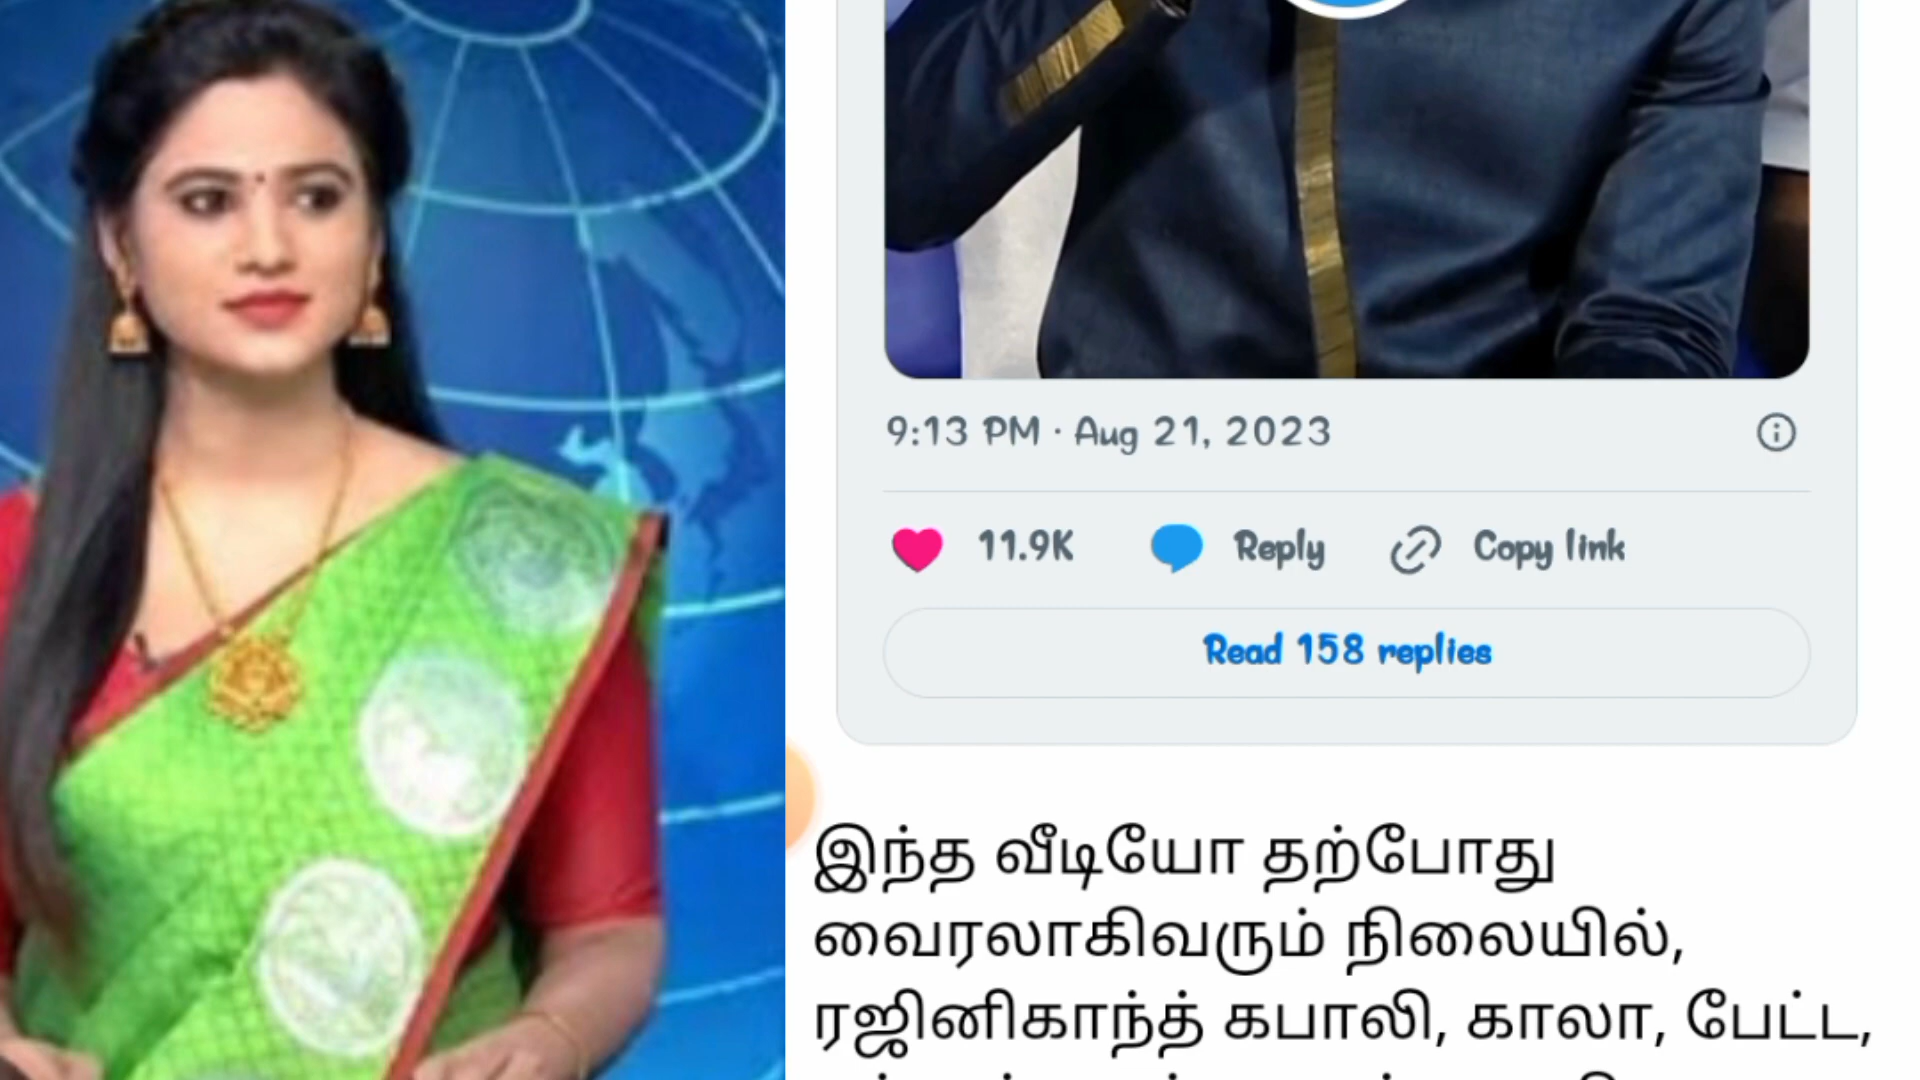 9:13 PM · Aug 21, 2023
11.9K Reply Copy link
Read 158 replies
இந்த வீடியோ தற்போது
வைரலாகிவரும் நிலையில்,
ரஜினிகாந்த் கபாலி, காலா, பேட்ட,